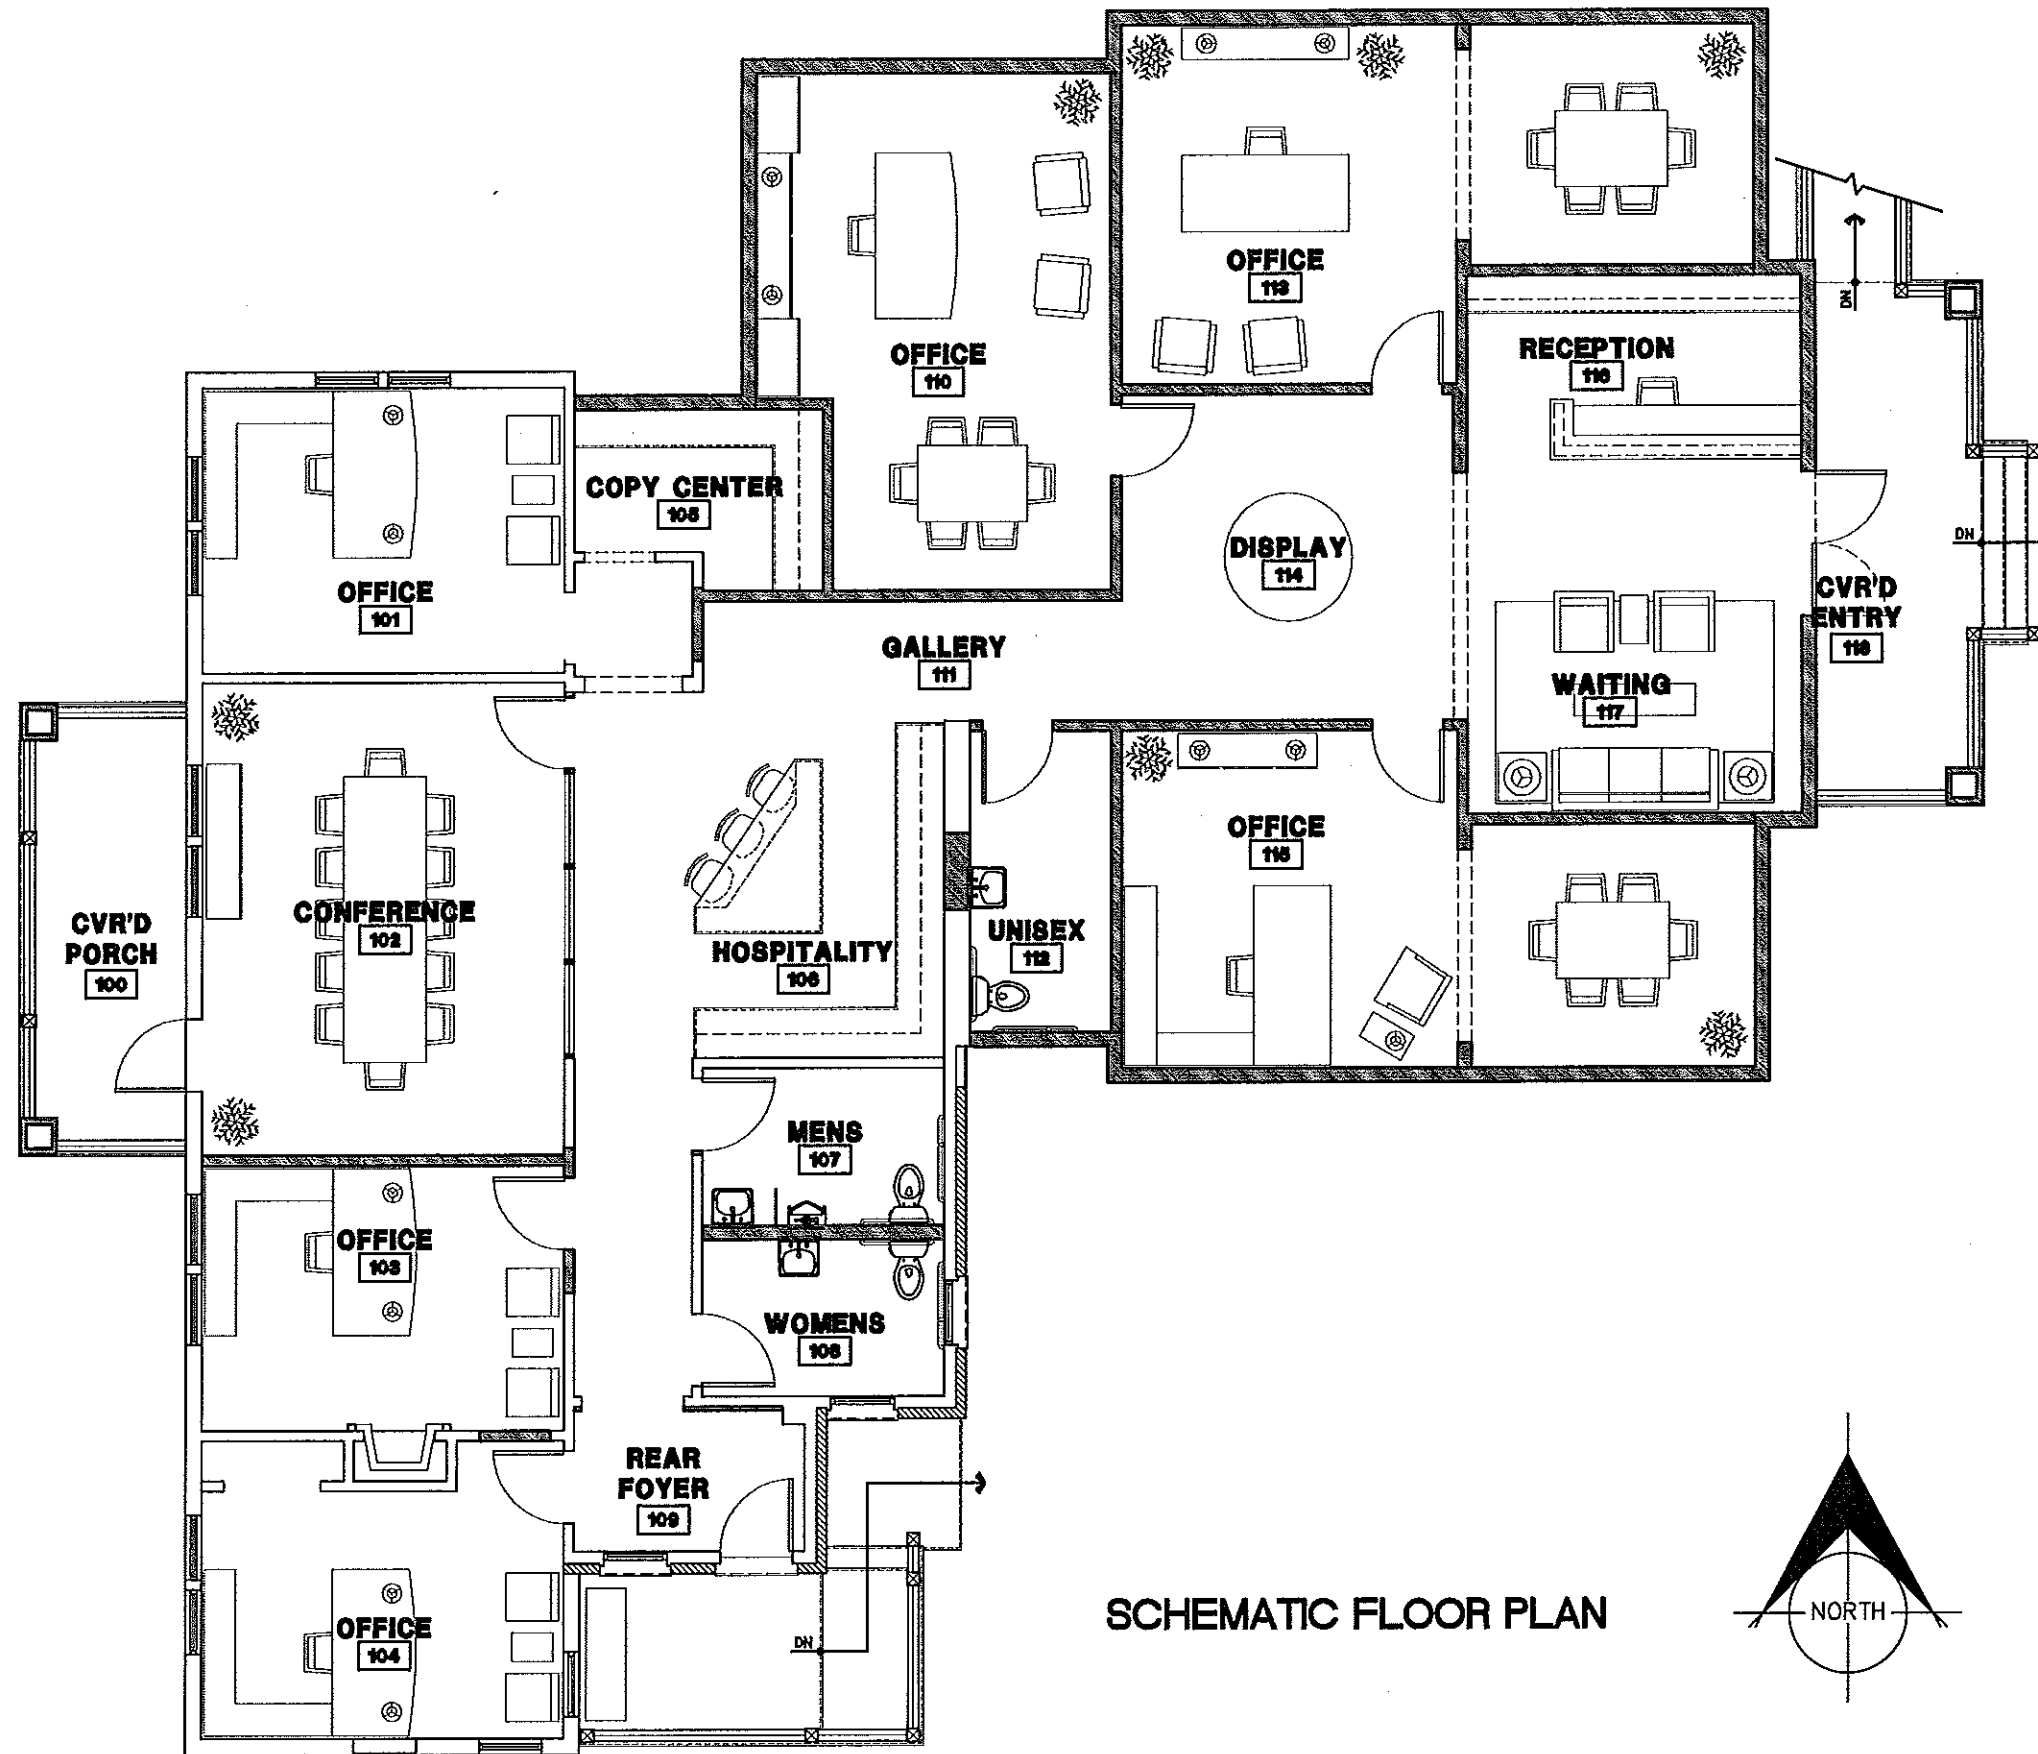 OFFICE
113
DN
RECEPTION
116
OFFICE
110
COPY CENTER
105
OFFICE
101
DISPLAY
114
DN
CVR'D
ENTRY
118
GALLERY
111
WAITING
117
OFFICE
115
CVR'D
PORCH
100
CONFERENCE
102
HOSPITALITY
106
UNISEX
112
MENS
107
OFFICE
103
WOMENS
108
REAR
FOYER
109
OFFICE
104
DN
SCHEMATIC FLOOR PLAN
NORTH